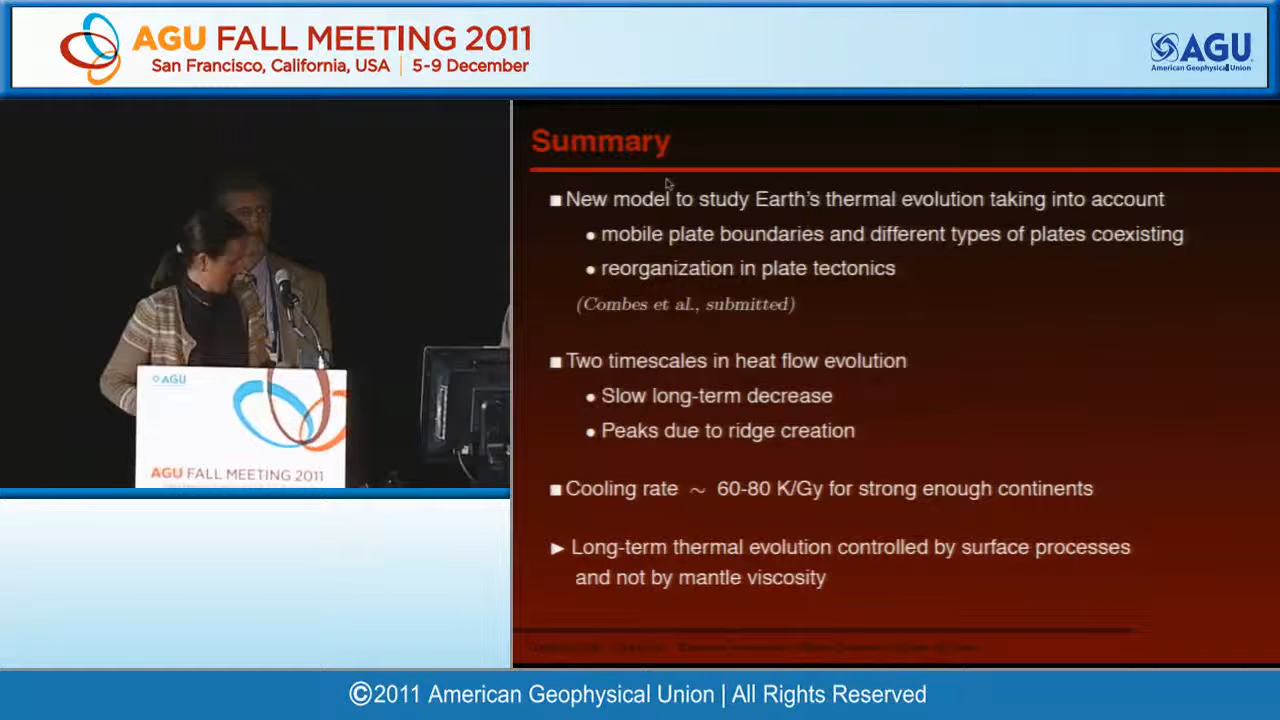 AGU FALL MEETING 2011
San Francisco, California, USA | 5-9 December
AGU
American Geophysical Union
Summary
■ New model to study Earth's thermal evolution taking into account
● mobile plate boundaries and different types of plates coexisting
● reorganization in plate tectonics
(Combes et al., submitted)
■ Two timescales in heat flow evolution
● Slow long-term decrease
● Peaks due to ridge creation
■ Cooling rate ~ 60-80 K/Gy for strong enough continents
► Long-term thermal evolution controlled by surface processes
and not by mantle viscosity
AGU
AGU FALL MEETING 2011
©2011 American Geophysical Union | All Rights Reserved